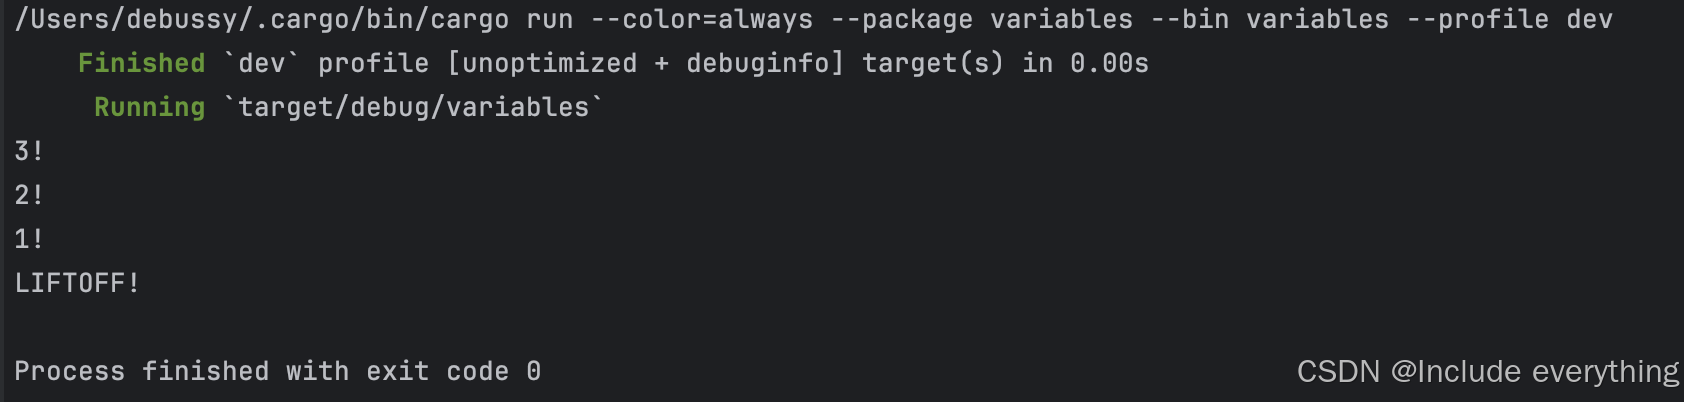 /Users/debussy/.cargo/bin/cargo run --color=always --package variables --bin variables --profile dev
Finished `dev` profile [unoptimized + debuginfo] target(s) in 0.00s
Running `target/debug/variables`
3!
2!
1!
LIFTOFF!
Process finished with exit code 0
CSDN @Include everything